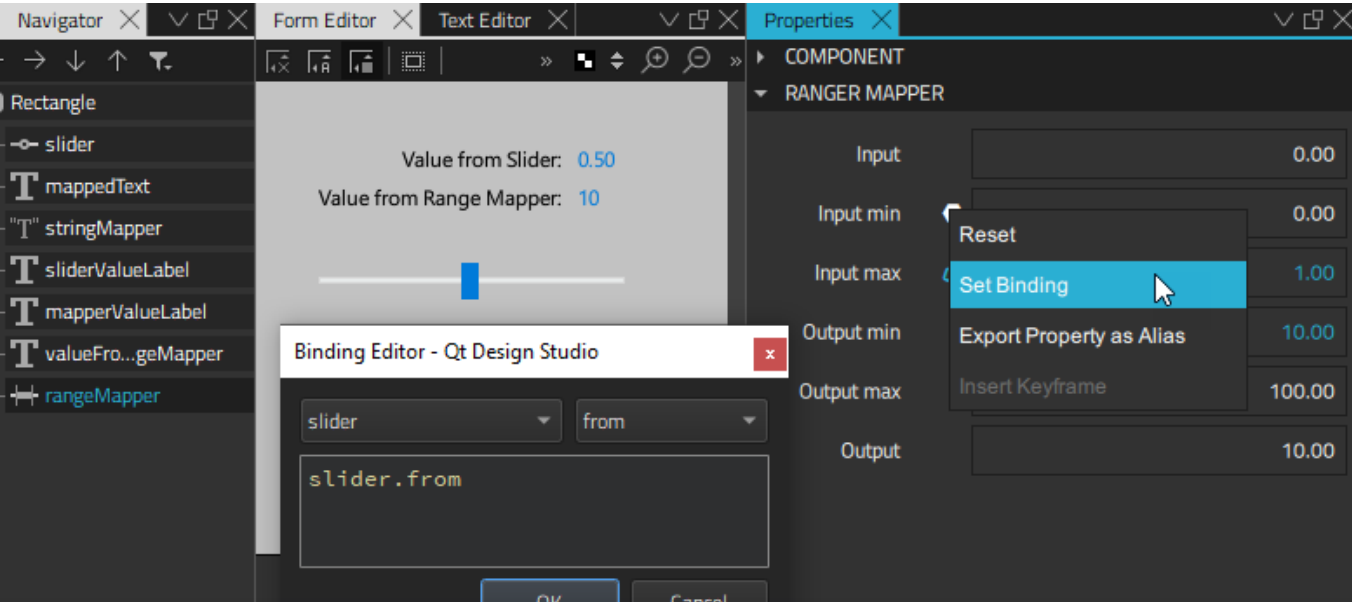 Navigator
Form Editor
Text Editor
Properties
COMPONENT
RANGER MAPPER
Rectangle
slider
mappedText
"T" stringMapper
sliderValueLabel
mapperValueLabel
valueFro...geMapper
rangeMapper
Value from Slider: 0.50
Value from Range Mapper: 10
Input 0.00
Input min 0.00
Input max 1.00
Output min 10.00
Output max 100.00
Output 10.00
Reset
Set Binding
Export Property as Alias
Insert Keyframe
Binding Editor - Qt Design Studio
slider
from
slider.from
OK
Cancel